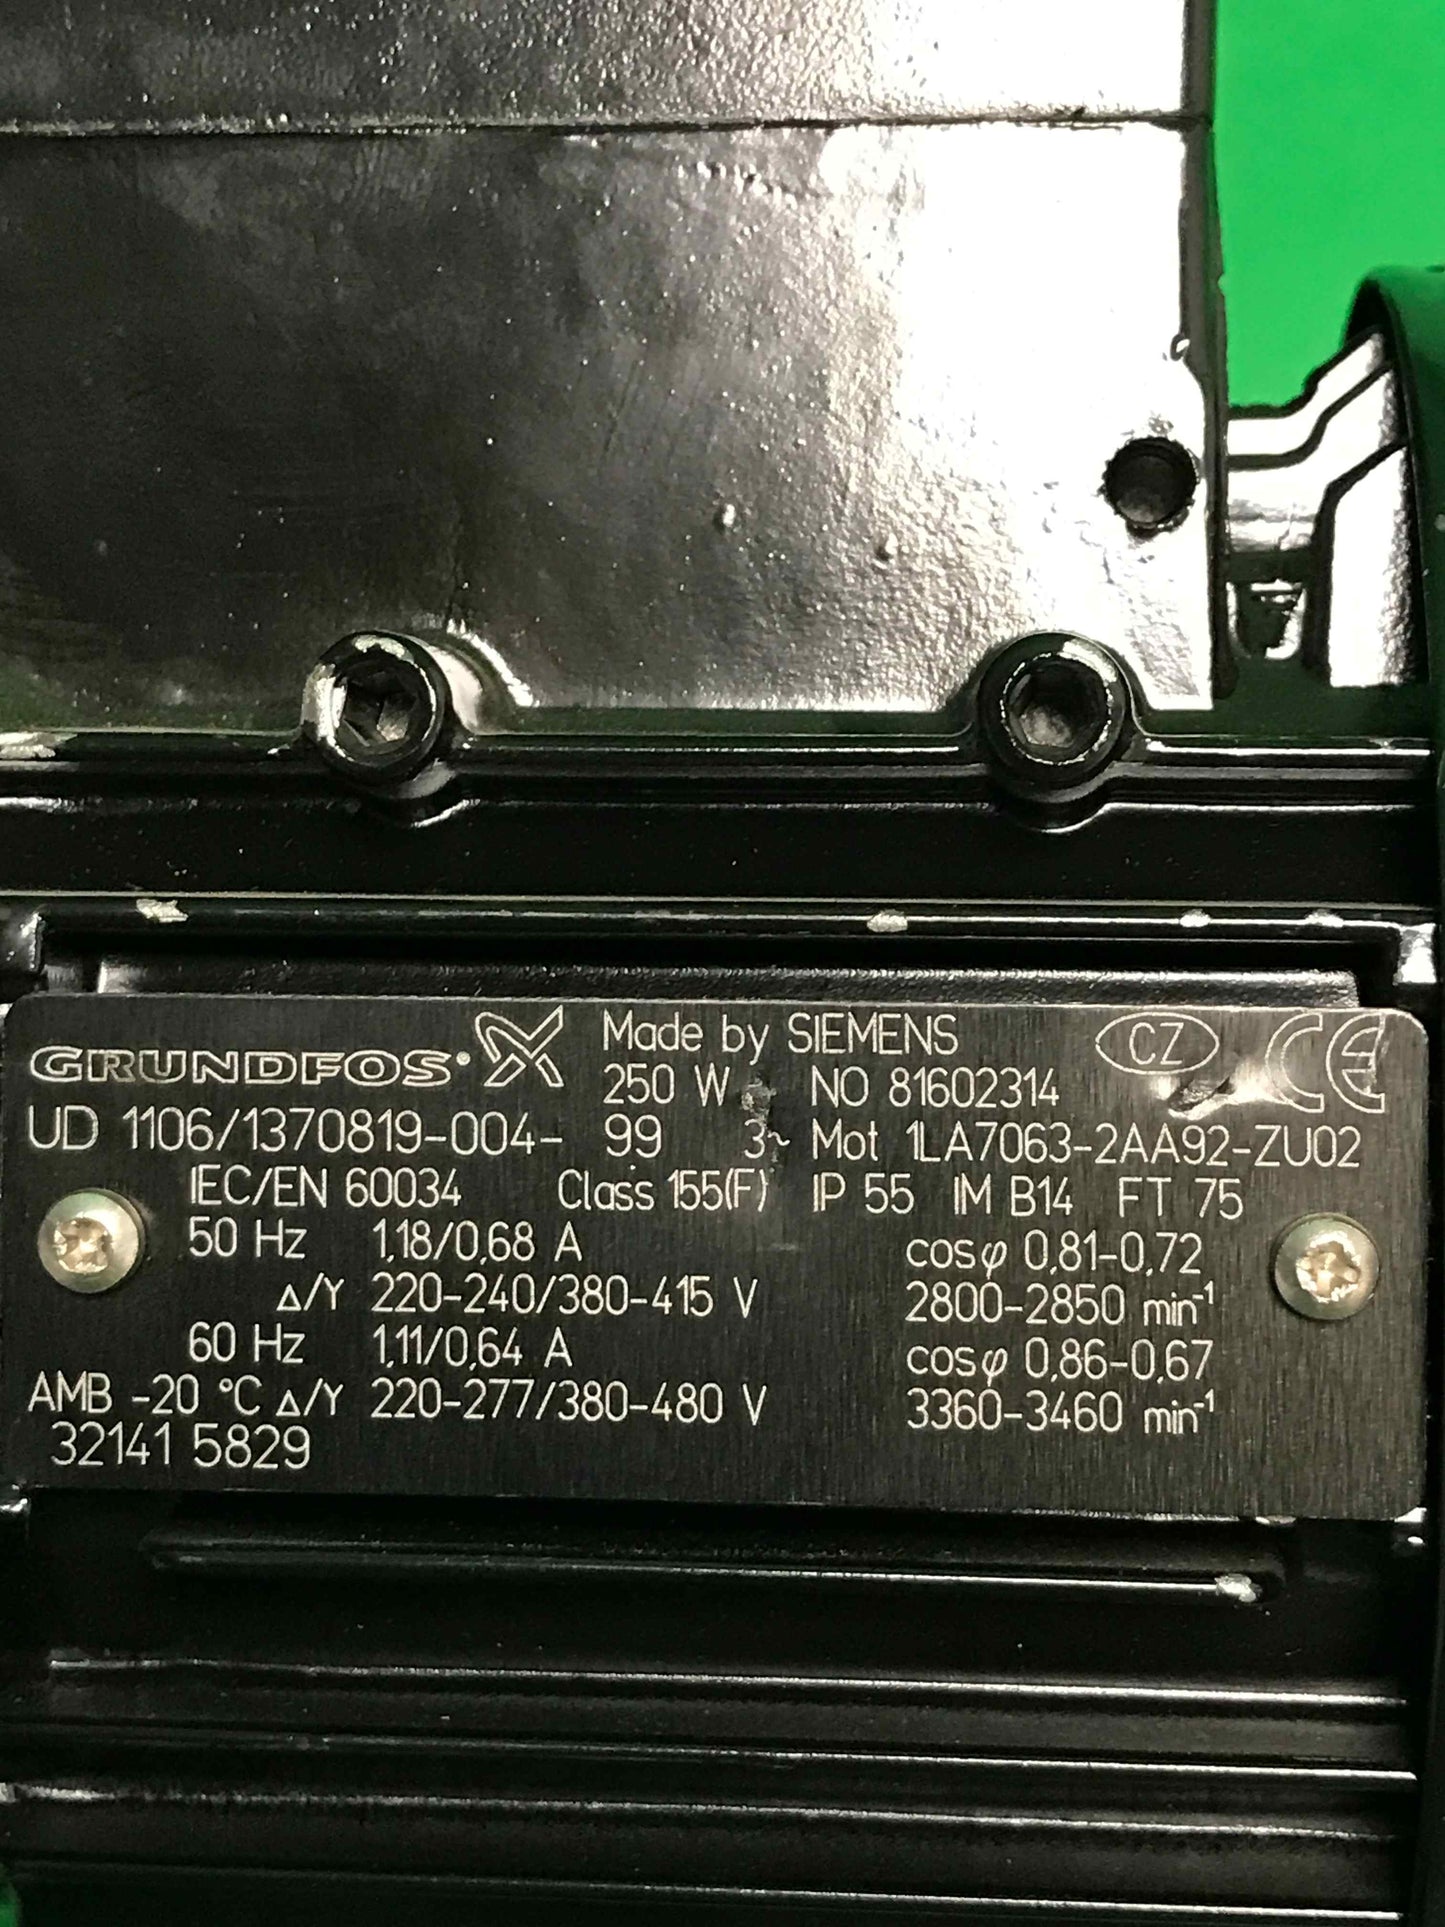 GRUNDFOS Made by SIEMENS CZ CE
250 W NO 81602314
UD 1106/1370819-004- 99 3~ Mot 1LA7063-2AA92-ZU02
IEC/EN 60034 Class 155(F) IP 55 IM B14 FT 75
50 Hz 1,18/0,68 A cosφ 0,81-0,72
Δ/Y 220-240/380-415 V 2800-2850 min⁻¹
60 Hz 1,11/0,64 A cosφ 0,86-0,67
AMB -20 °C Δ/Y 220-277/380-480 V 3360-3460 min⁻¹
32141 5829